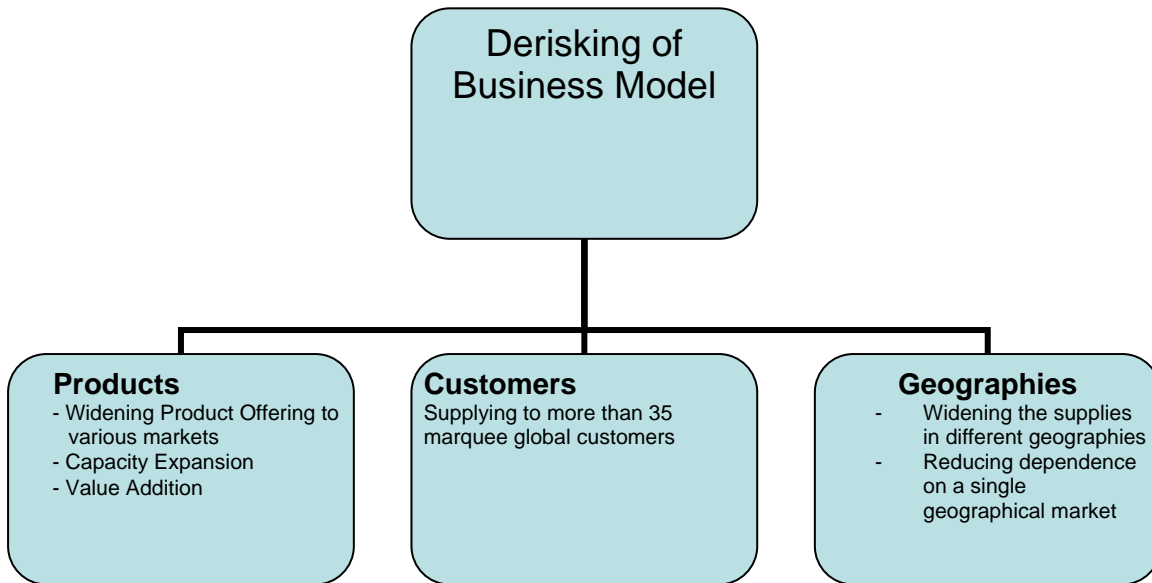 Derisking of
Business Model
Products
- Widening Product Offering to
various markets
- Capacity Expansion
- Value Addition
Customers
Supplying to more than 35
marquee global customers
Geographies
- Widening the supplies
in different geographies
- Reducing dependence
on a single
geographical market